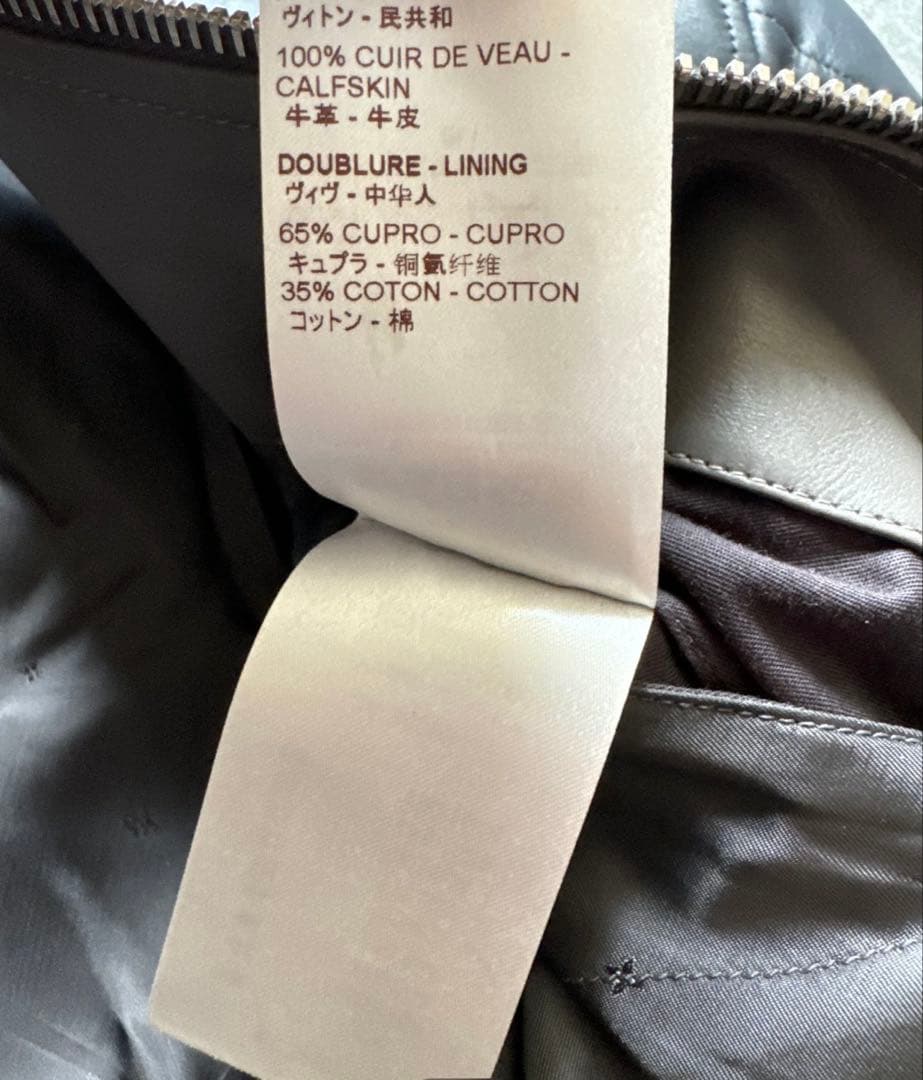 ヴィトン - 民共和
100% CUIR DE VEAU -
CALFSKIN
牛革 - 牛皮
DOUBLURE - LINING
ヴィヴ - 中华人
65% CUPRO - CUPRO
キュプラ - 铜氨纤维
35% COTON - COTTON
コットン - 棉